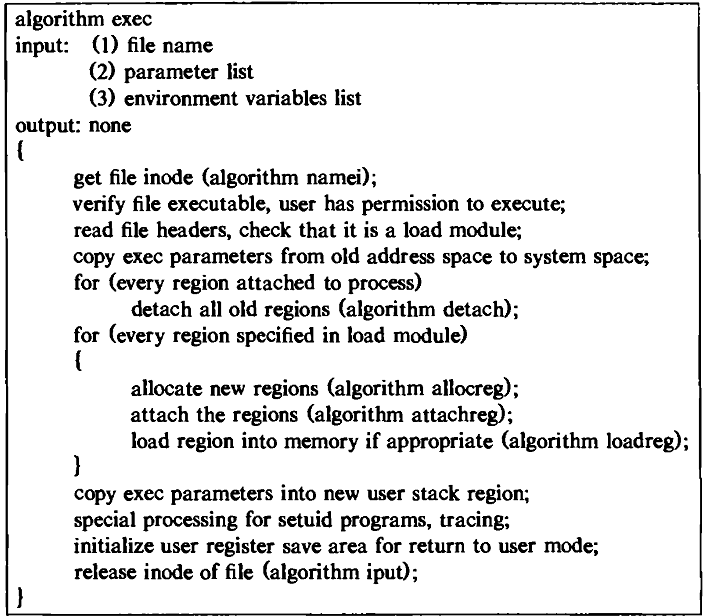 algorithm exec
input: (1) file name
(2) parameter list
(3) environment variables list
output: none
{
get file inode (algorithm namei);
verify file executable, user has permission to execute;
read file headers, check that it is a load module;
copy exec parameters from old address space to system space;
for (every region attached to process)
detach all old regions (algorithm detach);
for (every region specified in load module)
{
allocate new regions (algorithm allocreg);
attach the regions (algorithm attachreg);
load region into memory if appropriate (algorithm loadreg);
}
copy exec parameters into new user stack region;
special processing for setuid programs, tracing;
initialize user register save area for return to user mode;
release inode of file (algorithm iput);
}